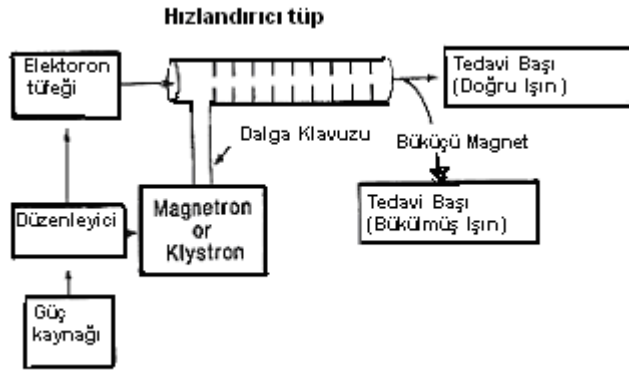 Hızlandırıcı tüp
Elektoron
tüfeği
Tedavi Başı
(Doğru Işın)
Dalga Klavuzu
Büküçü Magnet
Düzenleyici
Magnetron
or
Klystron
Tedavi Başı
(Bükülmüş Işın)
Güç
kaynağı